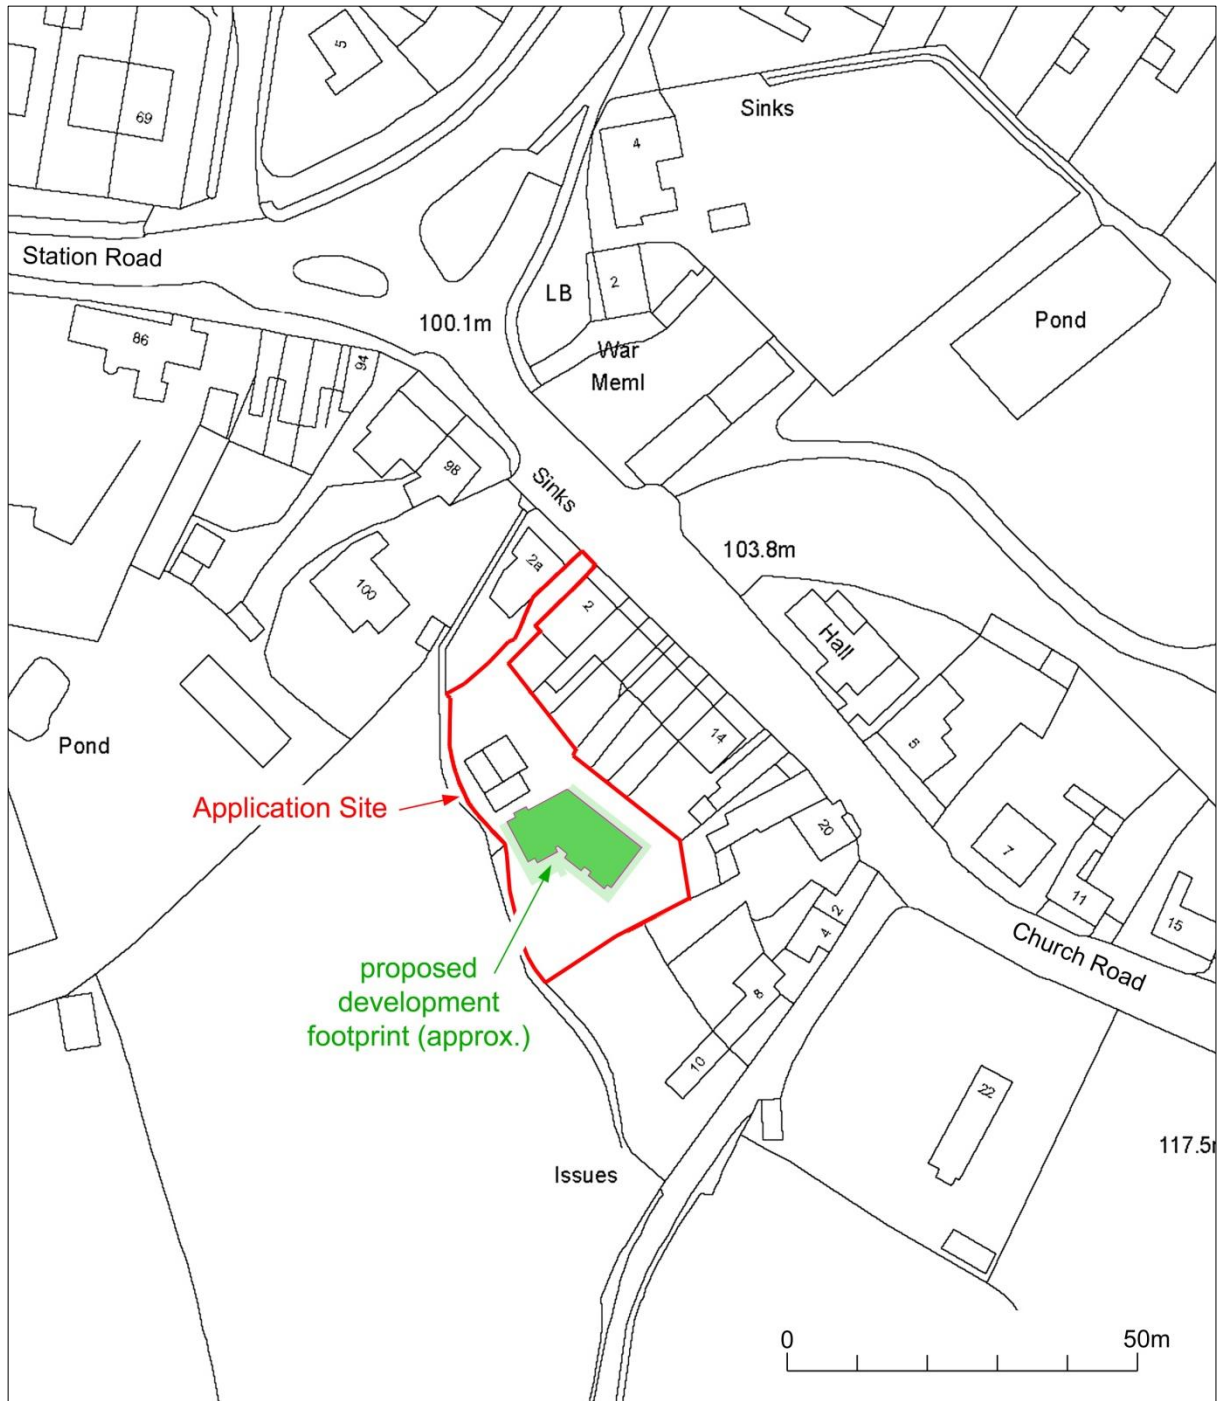 5
69
Sinks
4
Station Road
2
LB
100.1m
Pond
86
94
War
Meml
98
Sinks
103.8m
2a
100
2
Hall
Pond
14
5
Application Site
20
7
11
2
15
4
Church Road
proposed
development
footprint (approx.)
8
10
22
117.5
Issues
0
50m